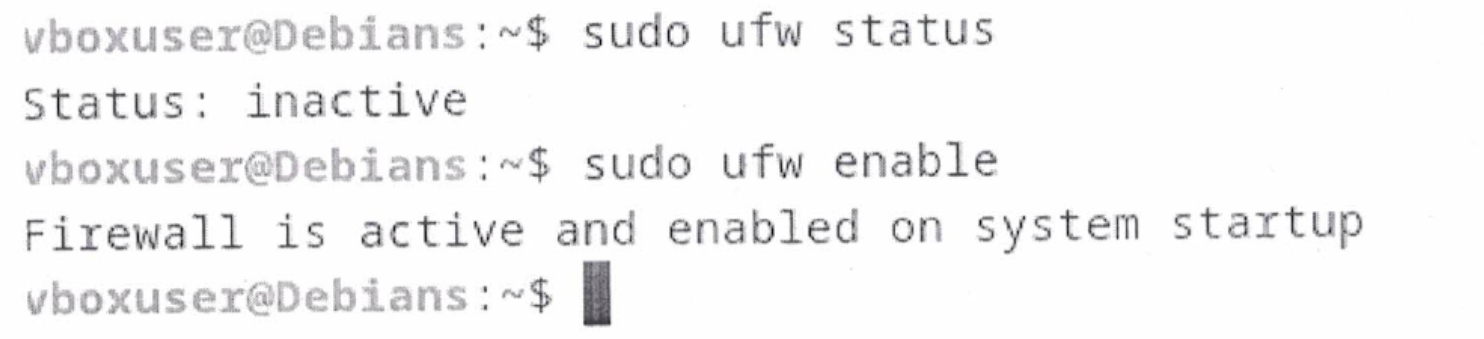 vboxuser@Debians:~$ sudo ufw status
Status: inactive
vboxuser@Debians:~$ sudo ufw enable
Firewall is active and enabled on system startup
vboxuser@Debians:~$